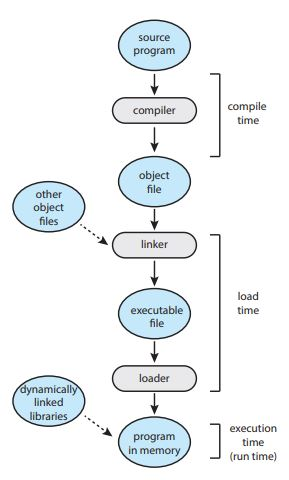 source
program
compiler
compile
time
object
file
other
object
files
linker
executable
file
load
time
loader
dynamically
linked
libraries
program
in memory
execution
time
(run time)